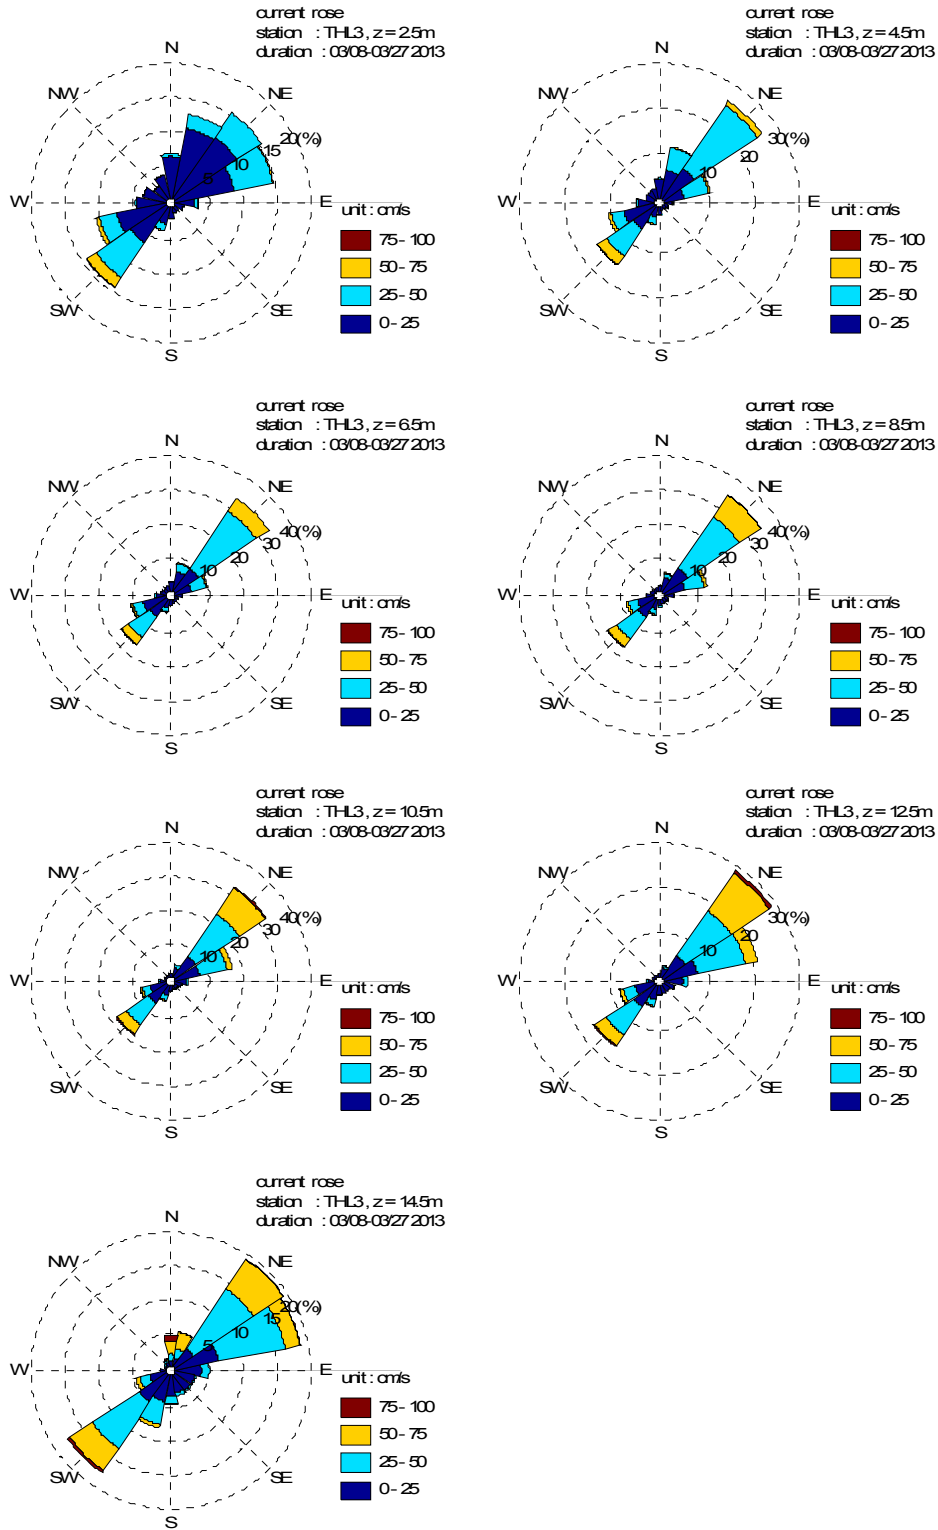 current rose
station : THL3, z = 2.5m
duration : 03/08-03/27 2013
N
NW
NE
20(%)
15
10
5
W
E
unit : cm/s
75 - 100
50 - 75
25 - 50
0 - 25
SW
SE
S
current rose
station : THL3, z = 4.5m
duration : 03/08-03/27 2013
N
NW
NE
30(%)
20
10
W
E
unit : cm/s
75 - 100
50 - 75
25 - 50
0 - 25
SW
SE
S
current rose
station : THL3, z = 6.5m
duration : 03/08-03/27 2013
N
NW
NE
40(%)
30
20
10
W
E
unit : cm/s
75 - 100
50 - 75
25 - 50
0 - 25
SW
SE
S
current rose
station : THL3, z = 8.5m
duration : 03/08-03/27 2013
N
NW
NE
40(%)
30
20
10
W
E
unit : cm/s
75 - 100
50 - 75
25 - 50
0 - 25
SW
SE
S
current rose
station : THL3, z = 10.5m
duration : 03/08-03/27 2013
N
NW
NE
40(%)
30
20
10
W
E
unit : cm/s
75 - 100
50 - 75
25 - 50
0 - 25
SW
SE
S
current rose
station : THL3, z = 12.5m
duration : 03/08-03/27 2013
N
NW
NE
30(%)
20
10
W
E
unit : cm/s
75 - 100
50 - 75
25 - 50
0 - 25
SW
SE
S
current rose
station : THL3, z = 14.5m
duration : 03/08-03/27 2013
N
NW
NE
20(%)
15
10
5
W
E
unit : cm/s
75 - 100
50 - 75
25 - 50
0 - 25
SW
SE
S